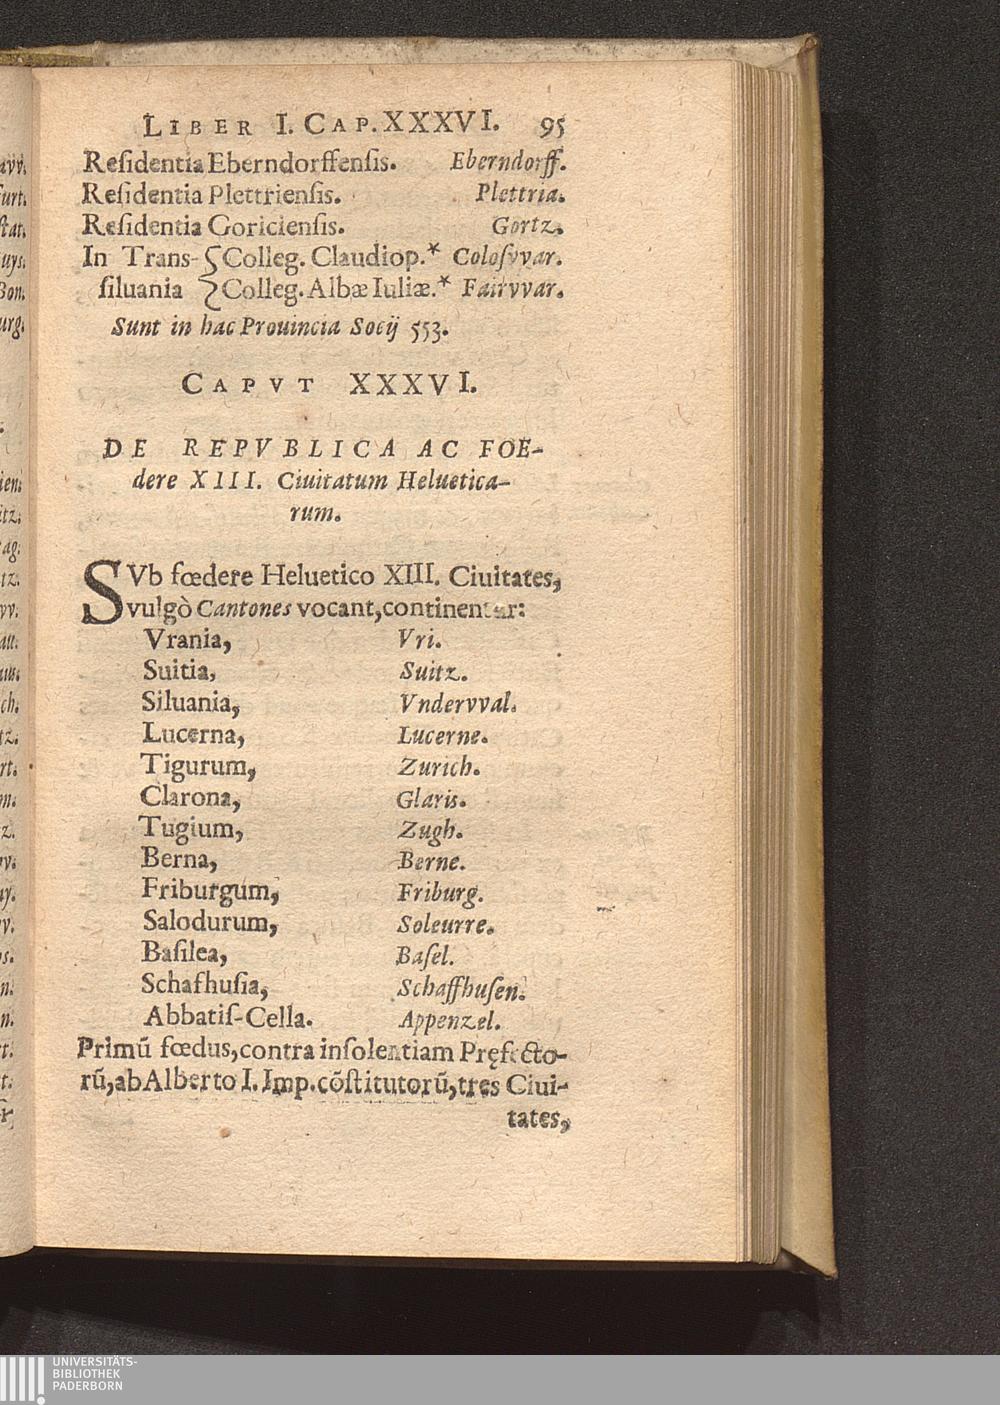 LIBER I. CAP. XXXVI. 95
Reſidentia Eberndorffenſis. Eberndorff.
Reſidentia Plettrienſis. Plettria.
Reſidentia Goricienſis. Gortz.
In Trans- Colleg. Claudiop.* Coloſvvar.
ſiluania Colleg. Albæ Iuliæ.* Fairvvar.
Sunt in hac Prouincia Socij 553.
CAPVT XXXVI.
DE REPVBLICA AC FOE-
dere XIII. Ciuitatum Heluetica-
rum.
SVb fœdere Heluetico XIII. Ciuitates,
vulgò Cantones vocant, continentur:
Vrania, Vri.
Suitia, Suitz.
Siluania, Vndervval.
Lucerna, Lucerne.
Tigurum, Zurich.
Clarona, Glaris.
Tugium, Zugh.
Berna, Berne.
Friburgum, Friburg.
Salodurum, Soleurre.
Baſilea, Baſel.
Schafhuſia, Schaffhuſen.
Abbatiſ-Cella. Appenzel.
Primũ fœdus, contra inſolentiam Pręfecto-
rũ, ab Alberto I. Imp. cõſtitutorũ, tres Ciui-
tates,
UNIVERSITÄTS-
BIBLIOTHEK
PADERBORN